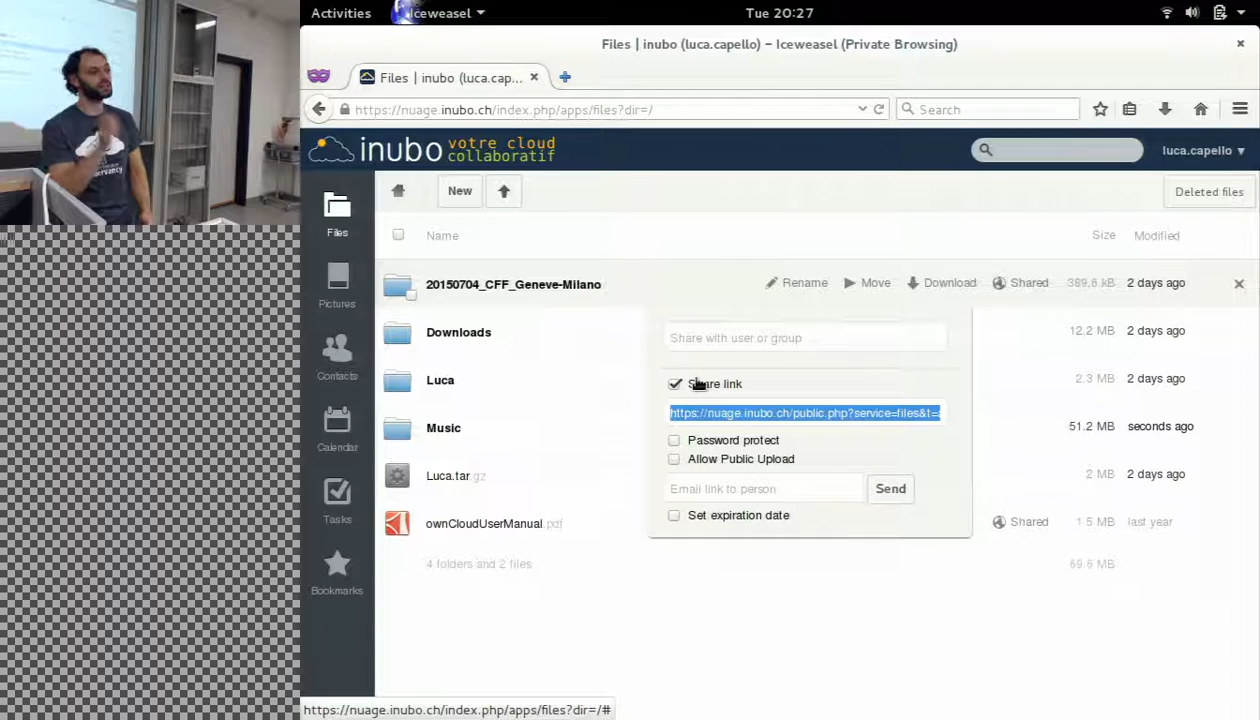 Activities Iceweasel Tue 20:27
Files | inubo (luca.capello) – Iceweasel (Private Browsing)
Files | inubo (luca.cap...
https://nuage.inubo.ch/index.php/apps/files?dir=/ Search
inubo votre cloud
collaboratif
luca.capello
New Deleted files
Name Size Modified
20150704_CFF_Geneve-Milano Rename Move Download Shared 389.6 kB 2 days ago
Share with user or group
Downloads 12.2 MB 2 days ago
Luca 2.3 MB 2 days ago
Share link
https://nuage.inubo.ch/public.php?service=files&t=
Music 51.2 MB seconds ago
Password protect
Allow Public Upload
Luca.tar.gz 2 MB 2 days ago
Email link to person Send
Set expiration date
ownCloudUserManual.pdf Shared 1.5 MB last year
4 folders and 2 files 69.6 MB
Files
Pictures
Contacts
Calendar
Tasks
Bookmarks
https://nuage.inubo.ch/index.php/apps/files?dir=/#